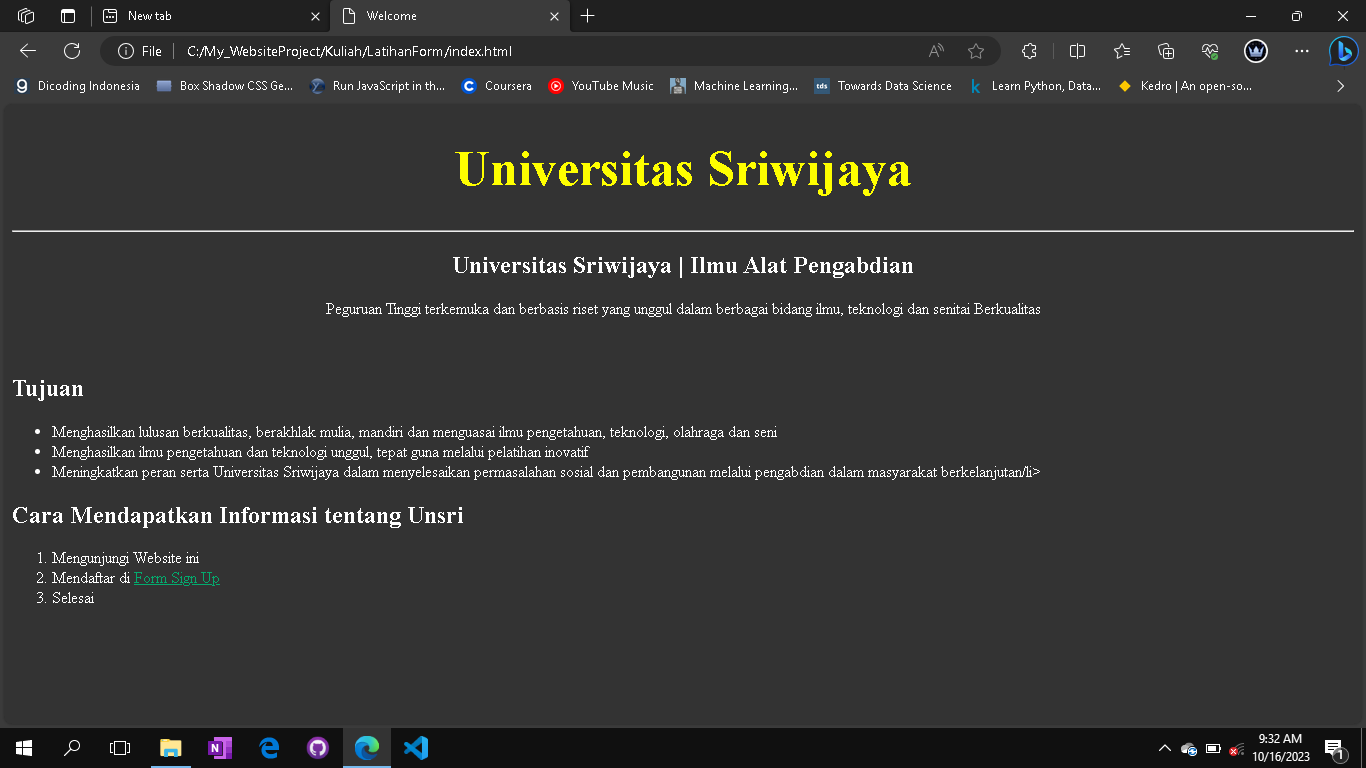 New tab
Welcome
File
C:/My_WebsiteProject/Kuliah/LatihanForm/index.html
Dicoding Indonesia
Box Shadow CSS Ge...
Run JavaScript in th...
Coursera
YouTube Music
Machine Learning...
tds
Towards Data Science
Learn Python, Data...
Kedro | An open-so...
Universitas Sriwijaya
Universitas Sriwijaya | Ilmu Alat Pengabdian
Peguruan Tinggi terkemuka dan berbasis riset yang unggul dalam berbagai bidang ilmu, teknologi dan senitai Berkualitas
Tujuan
• Menghasilkan lulusan berkualitas, berakhlak mulia, mandiri dan menguasai ilmu pengetahuan, teknologi, olahraga dan seni
• Menghasilkan ilmu pengetahuan dan teknologi unggul, tepat guna melalui pelatihan inovatif
• Meningkatkan peran serta Universitas Sriwijaya dalam menyelesaikan permasalahan sosial dan pembangunan melalui pengabdian dalam masyarakat berkelanjutan/li>
Cara Mendapatkan Informasi tentang Unsri
1. Mengunjungi Website ini
2. Mendaftar di Form Sign Up
3. Selesai
9:32 AM
10/16/2023
1